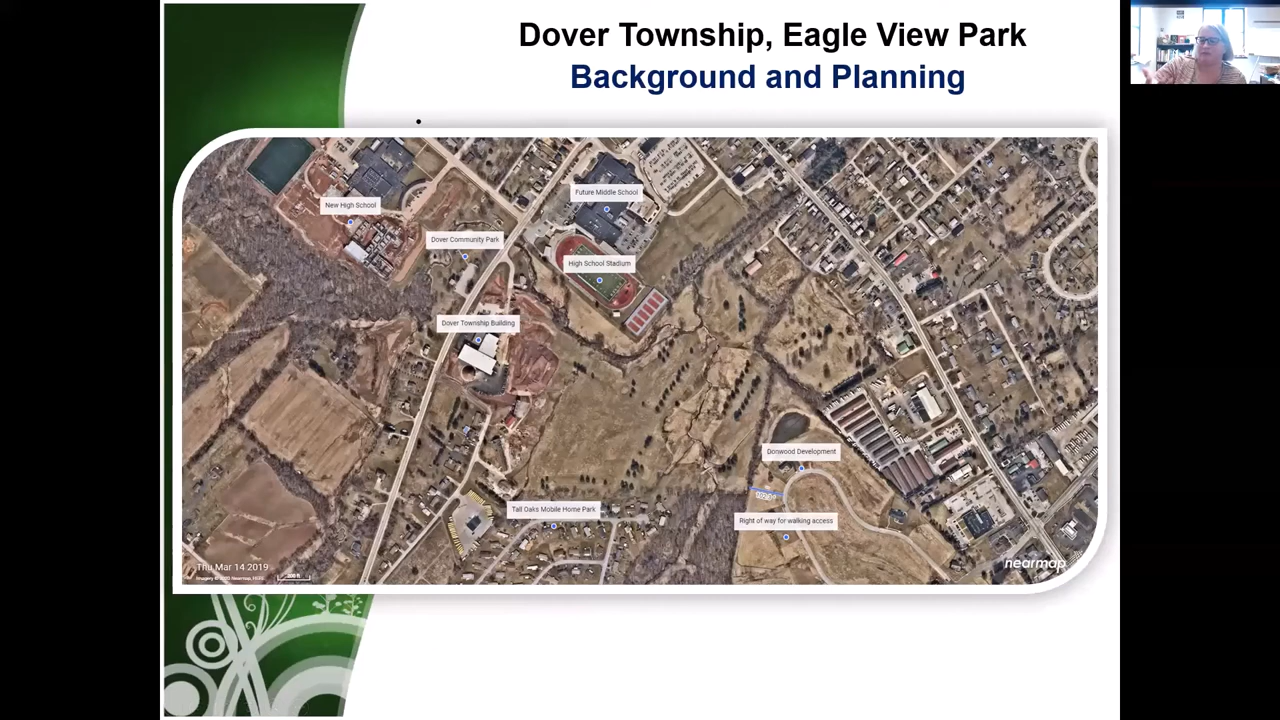 Dover Township, Eagle View Park
Background and Planning
Future Middle School
New High School
Dover Community Park
High School Stadium
Dover Township Building
Donwood Development
Tall Oaks Mobile Home Park
Right of way for walking access
Thu Mar 14 2019
nearmap